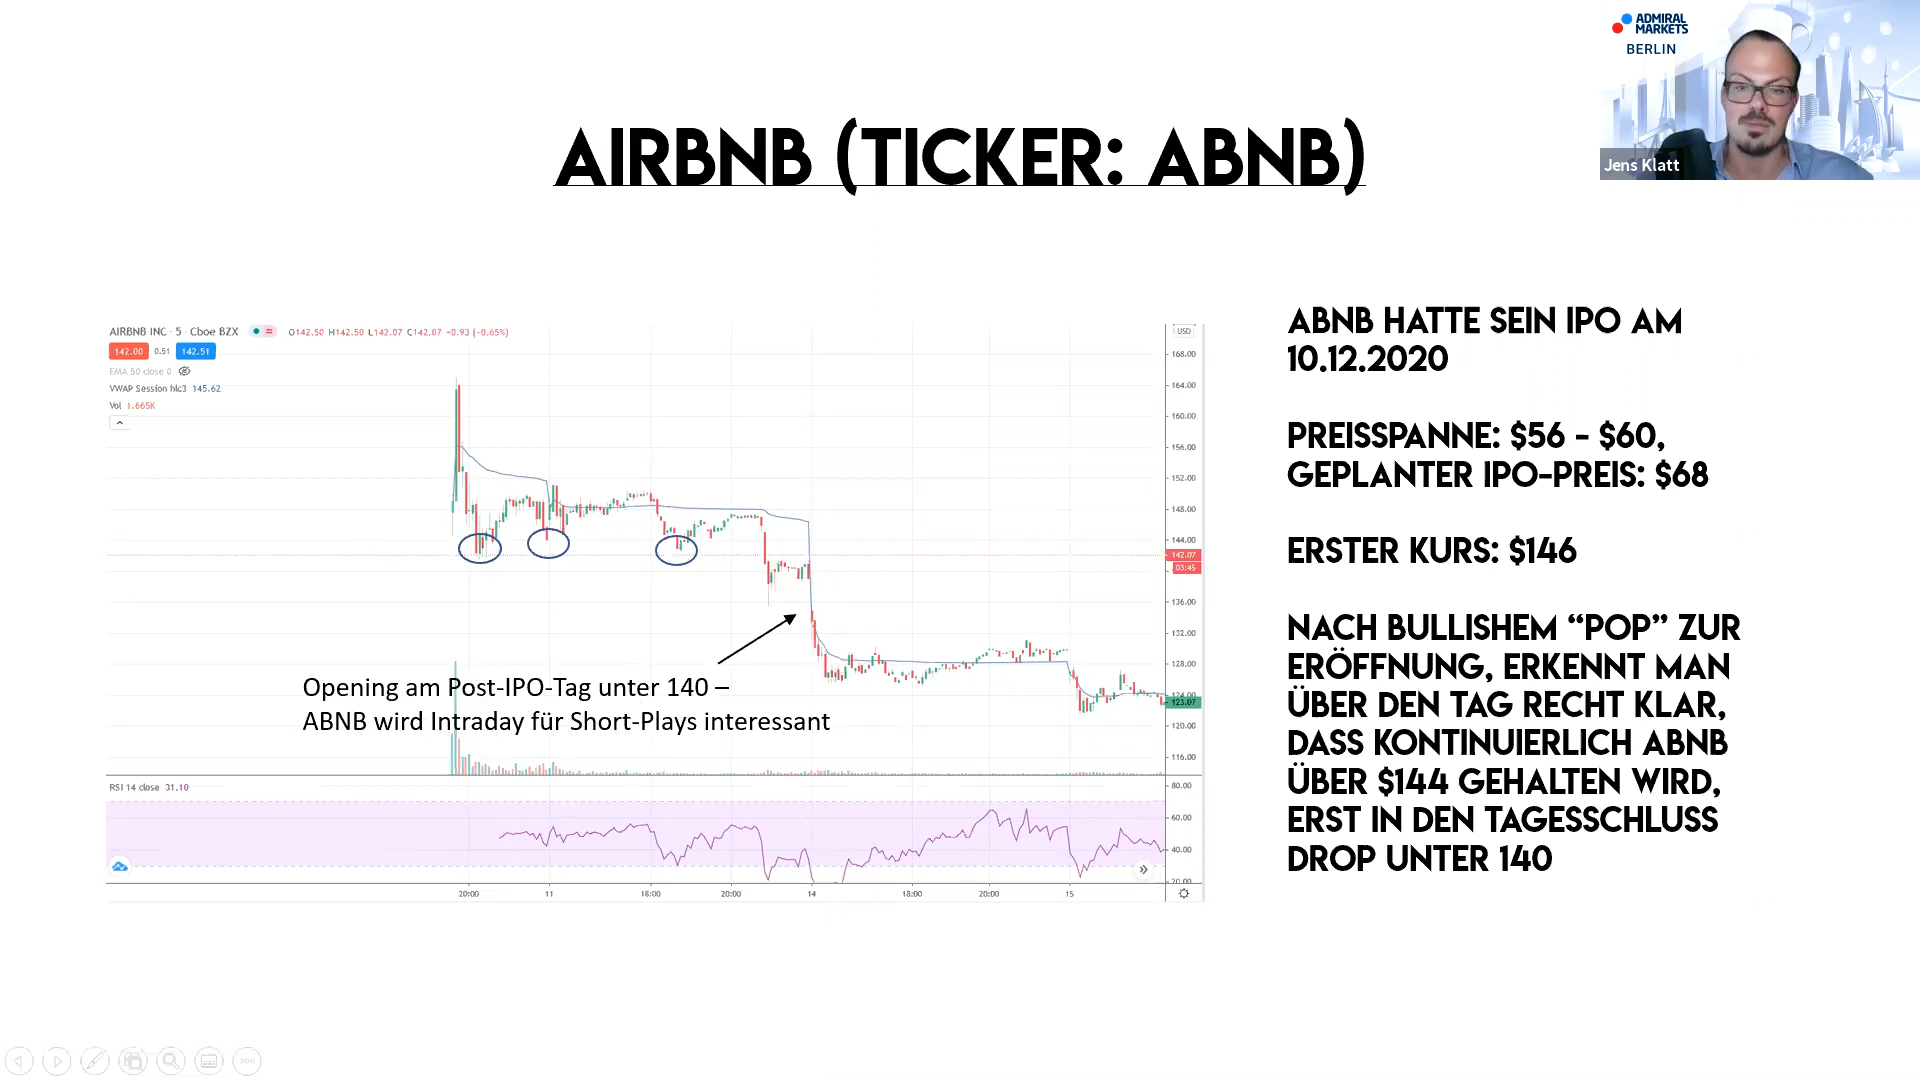 ADMIRAL
MARKETS
BERLIN
Jens Klatt
AIRBNB (TICKER: ABNB)
AIRBNB INC · 5 · Cboe BZX
O142.50 H142.50 L142.07 C142.07 −0.93 (−0.65%)
142.00 0.51 142.51
EMA 50 close 0
VWAP Session hlc3 145.62
Vol 1.665K
USD
168.00
164.00
160.00
156.00
152.00
148.00
144.00
142.07
03:45
136.00
132.00
128.00
124.00
123.07
120.00
116.00
Opening am Post-IPO-Tag unter 140 –
ABNB wird Intraday für Short-Plays interessant
RSI 14 close 31.10
80.00
60.00
40.00
20.00
20:00 11 18:00 20:00 14 18:00 20:00 15
ABNB HATTE SEIN IPO AM
10.12.2020
PREISSPANNE: $56 - $60,
GEPLANTER IPO-PREIS: $68
ERSTER KURS: $146
NACH BULLISHEM “POP” ZUR
ERÖFFNUNG, ERKENNT MAN
ÜBER DEN TAG RECHT KLAR,
DASS KONTINUIERLICH ABNB
ÜBER $144 GEHALTEN WIRD,
ERST IN DEN TAGESSCHLUSS
DROP UNTER 140